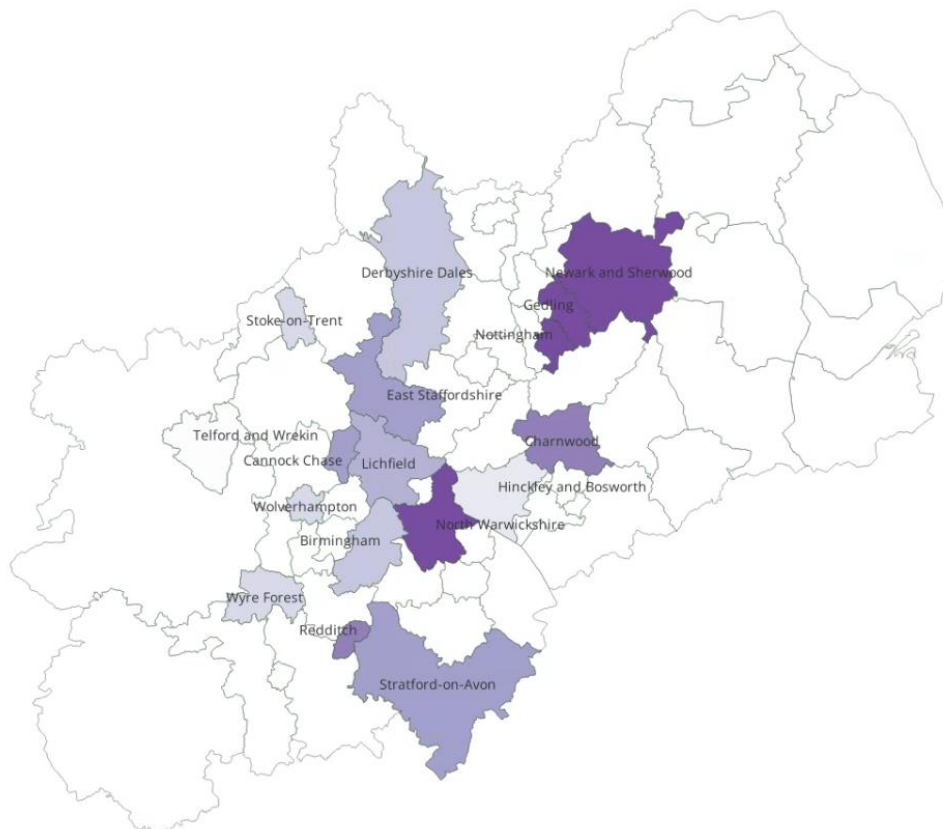 Derbyshire Dales
Newark and Sherwood
Gedling
Stoke-on-Trent
Nottingham
East Staffordshire
Telford and Wrekin
Charnwood
Cannock Chase
Lichfield
Hinckley and Bosworth
Wolverhampton
North Warwickshire
Birmingham
Wyre Forest
Redditch
Stratford-on-Avon